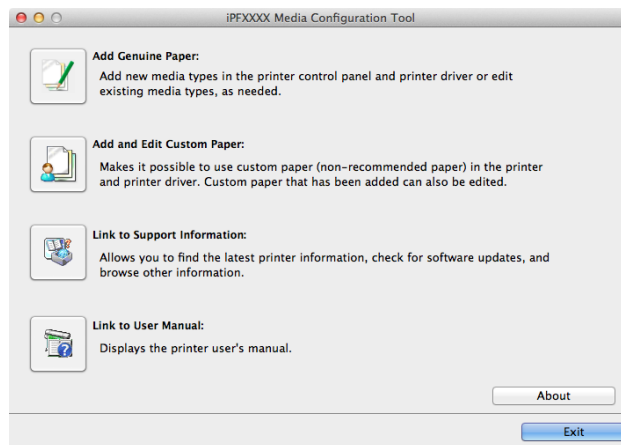 iPFXXXX Media Configuration Tool
Add Genuine Paper:
Add new media types in the printer control panel and printer driver or edit
existing media types, as needed.
Add and Edit Custom Paper:
Makes it possible to use custom paper (non-recommended paper) in the printer
and printer driver. Custom paper that has been added can also be edited.
Link to Support Information:
Allows you to find the latest printer information, check for software updates, and
browse other information.
Link to User Manual:
Displays the printer user's manual.
About
Exit